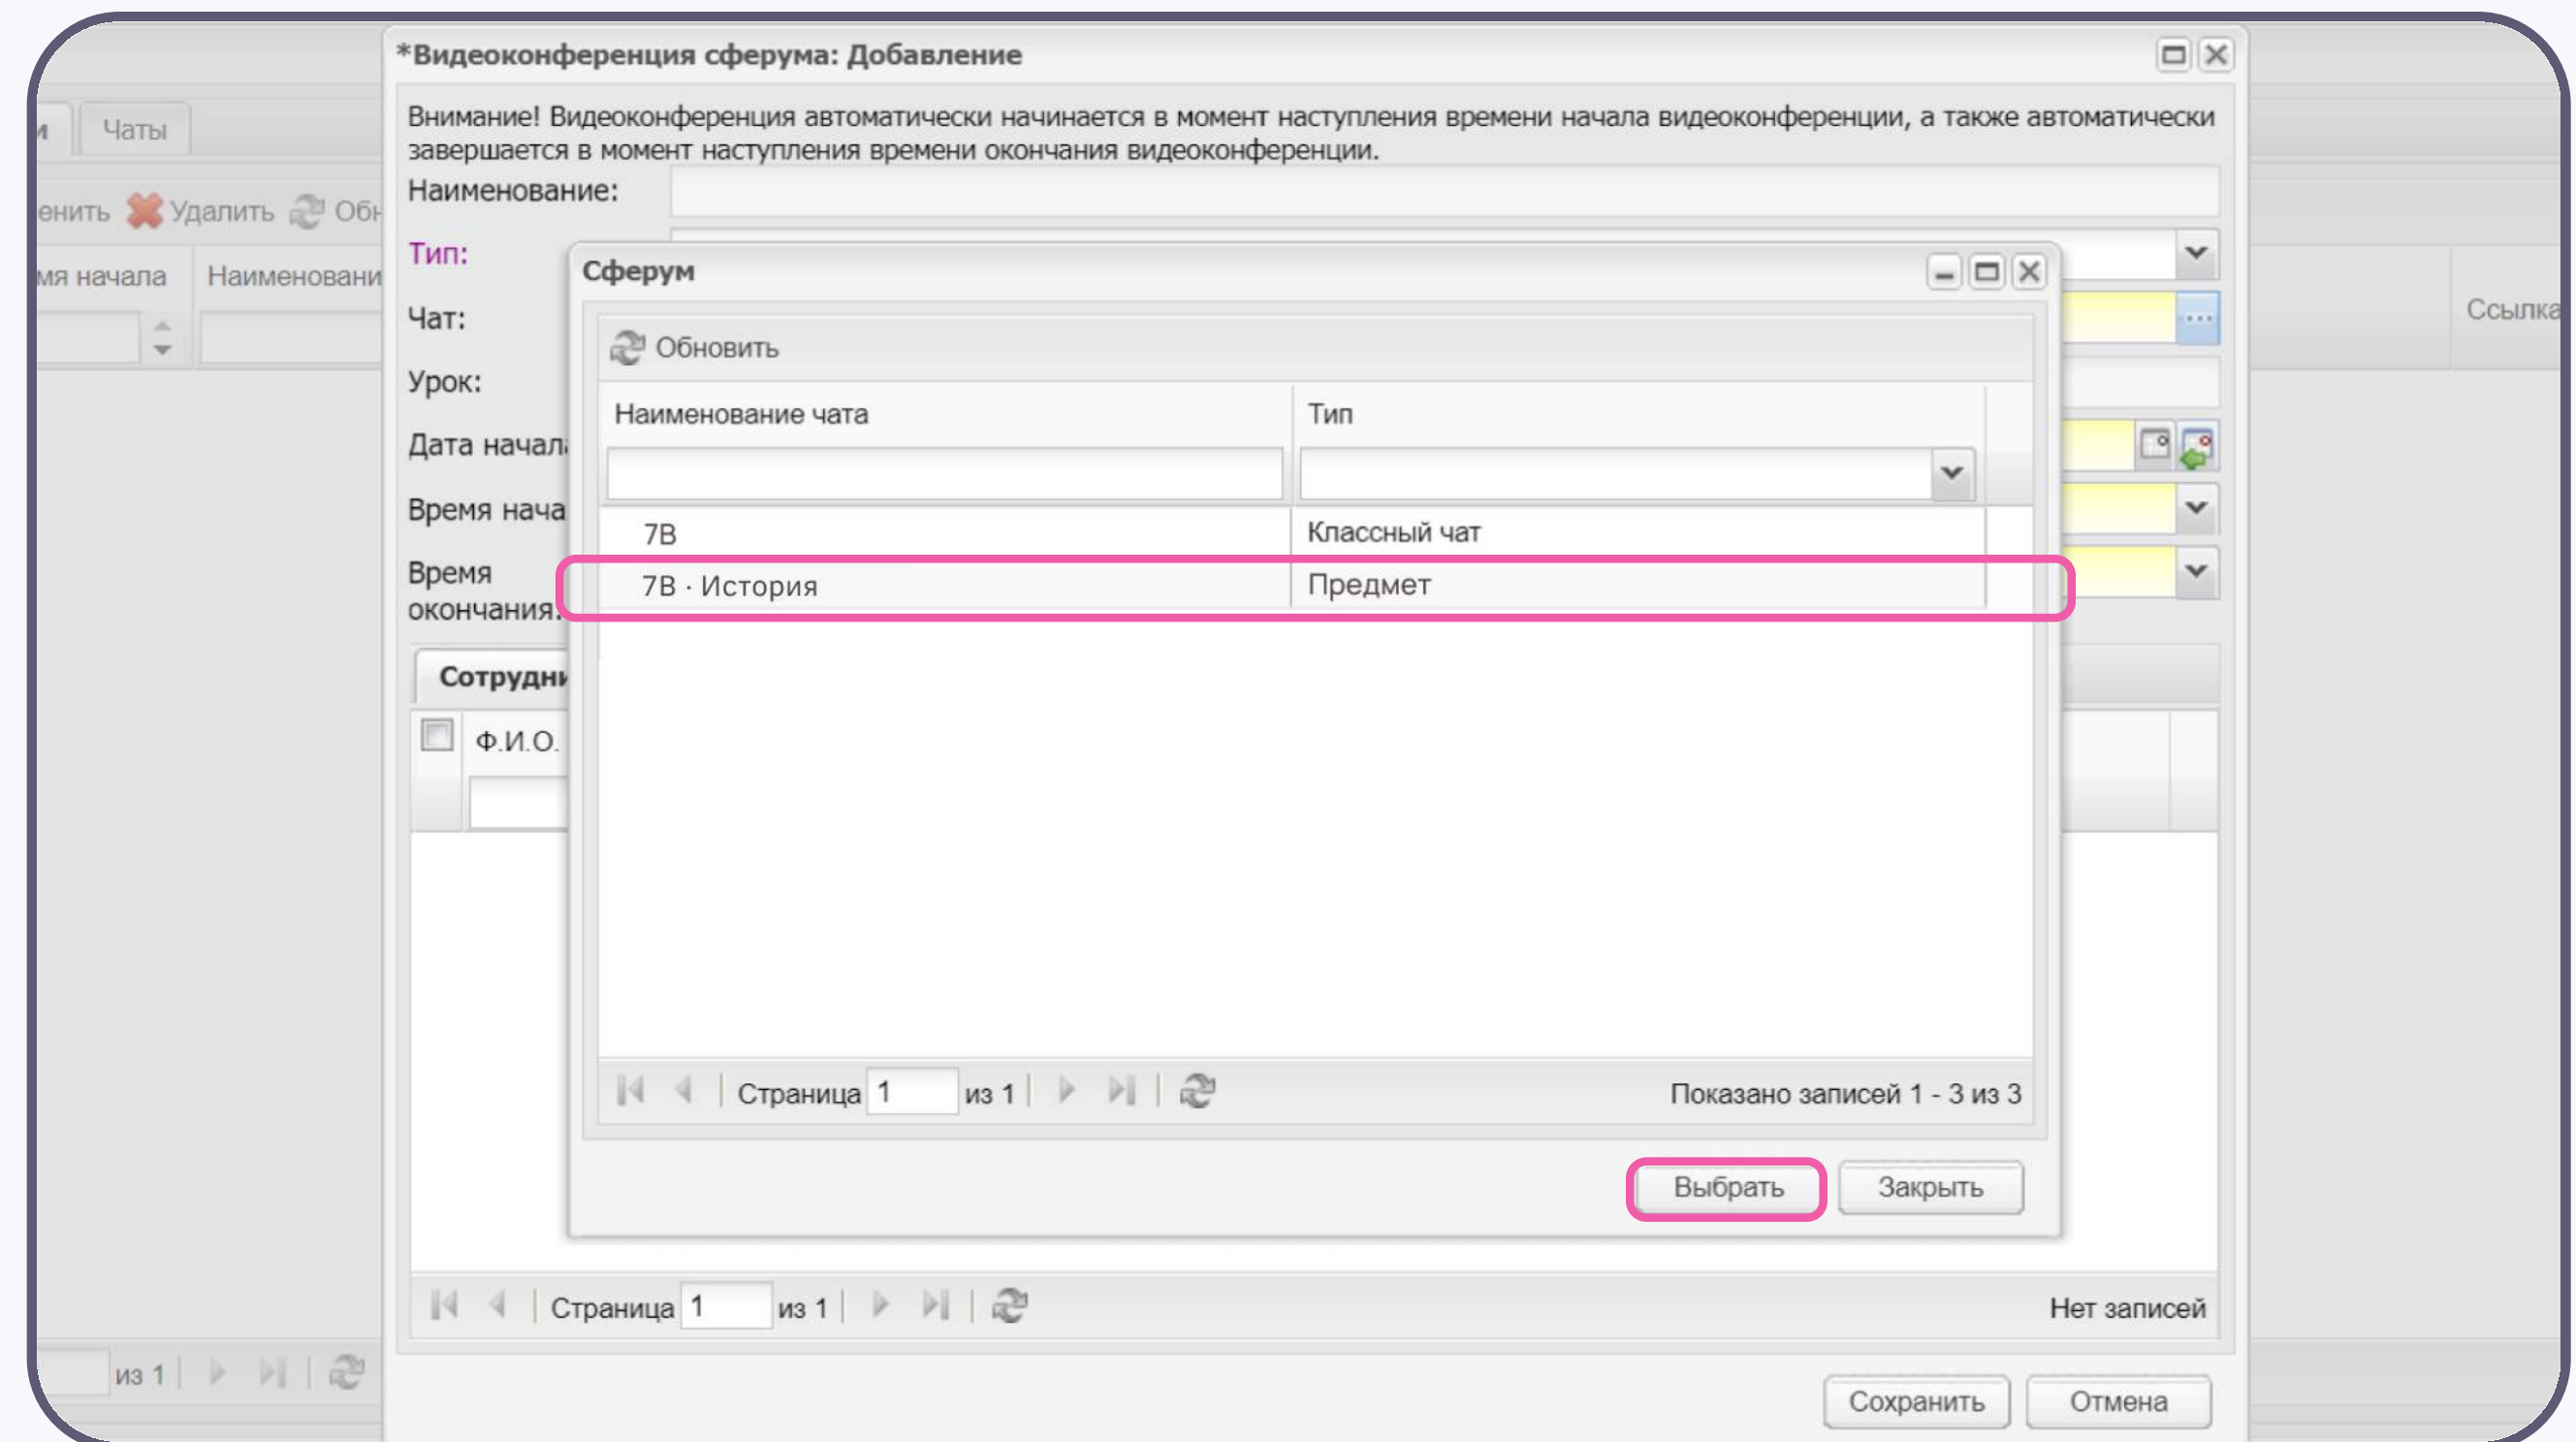 *Видеоконференция сферума: Добавление
Внимание! Видеоконференция автоматически начинается в момент наступления времени начала видеоконференции, а также автоматически
завершается в момент наступления времени окончания видеоконференции.
Чаты
Наименование:
енить Удалить Обн
Тип:
мя начала Наименовани
Сферум
Чат:
Ссылка
Обновить
Урок:
Наименование чата Тип
Дата начал
Время нача
7В Классный чат
7В · История Предмет
Время
окончания:
Сотрудни
Ф.И.О.
Страница 1 из 1 Показано записей 1 - 3 из 3
Выбрать Закрыть
Страница 1 из 1 Нет записей
из 1
Сохранить Отмена